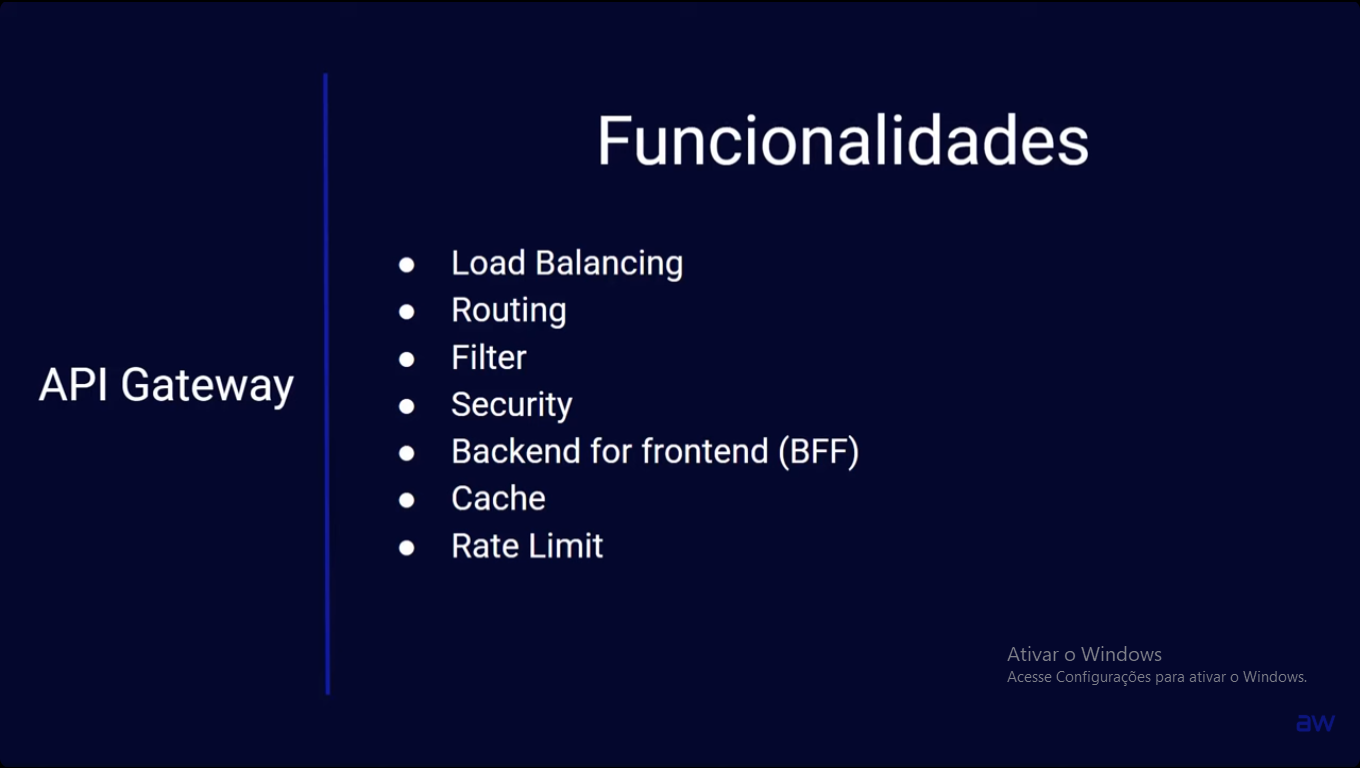 Funcionalidades
API Gateway
● Load Balancing
● Routing
● Filter
● Security
● Backend for frontend (BFF)
● Cache
● Rate Limit
Ativar o Windows
Acesse Configurações para ativar o Windows.
aw